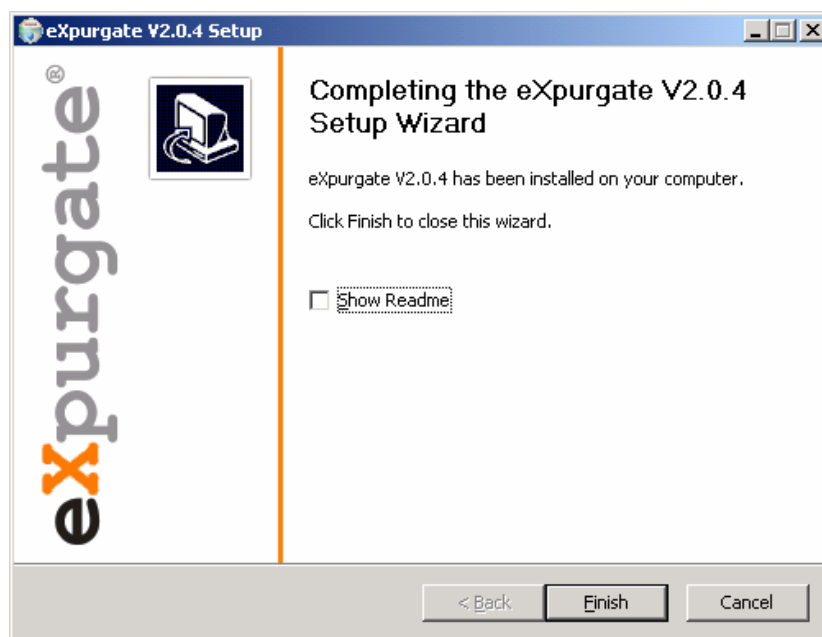 eXpurgate V2.0.4 Setup
eXpurgate®
Completing the eXpurgate V2.0.4
Setup Wizard
eXpurgate V2.0.4 has been installed on your computer.
Click Finish to close this wizard.
Show Readme
< Back
Finish
Cancel